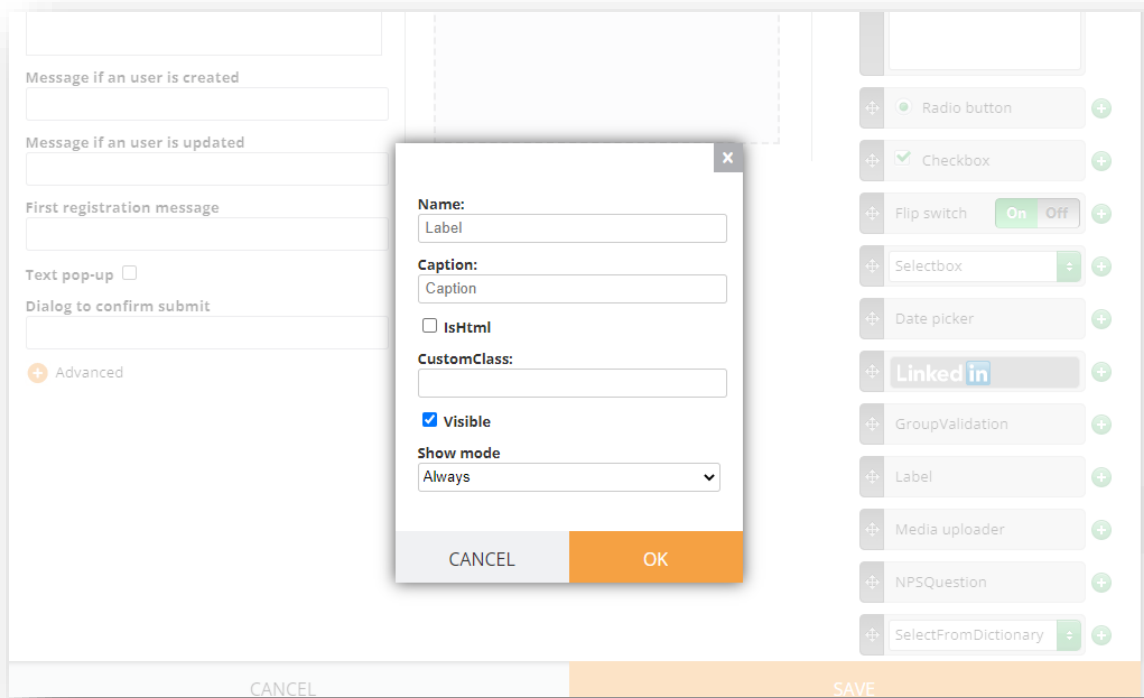 Message if an user is created
Message if an user is updated
First registration message
Text pop-up
Dialog to confirm submit
Advanced
x
Name:
Label
Caption:
Caption
IsHtml
CustomClass:
Visible
Show mode
Always
CANCEL OK
Radio button
Checkbox
Flip switch On Off
Selectbox
Date picker
Linked in
GroupValidation
Label
Media uploader
NPSQuestion
SelectFromDictionary
CANCEL SAVE